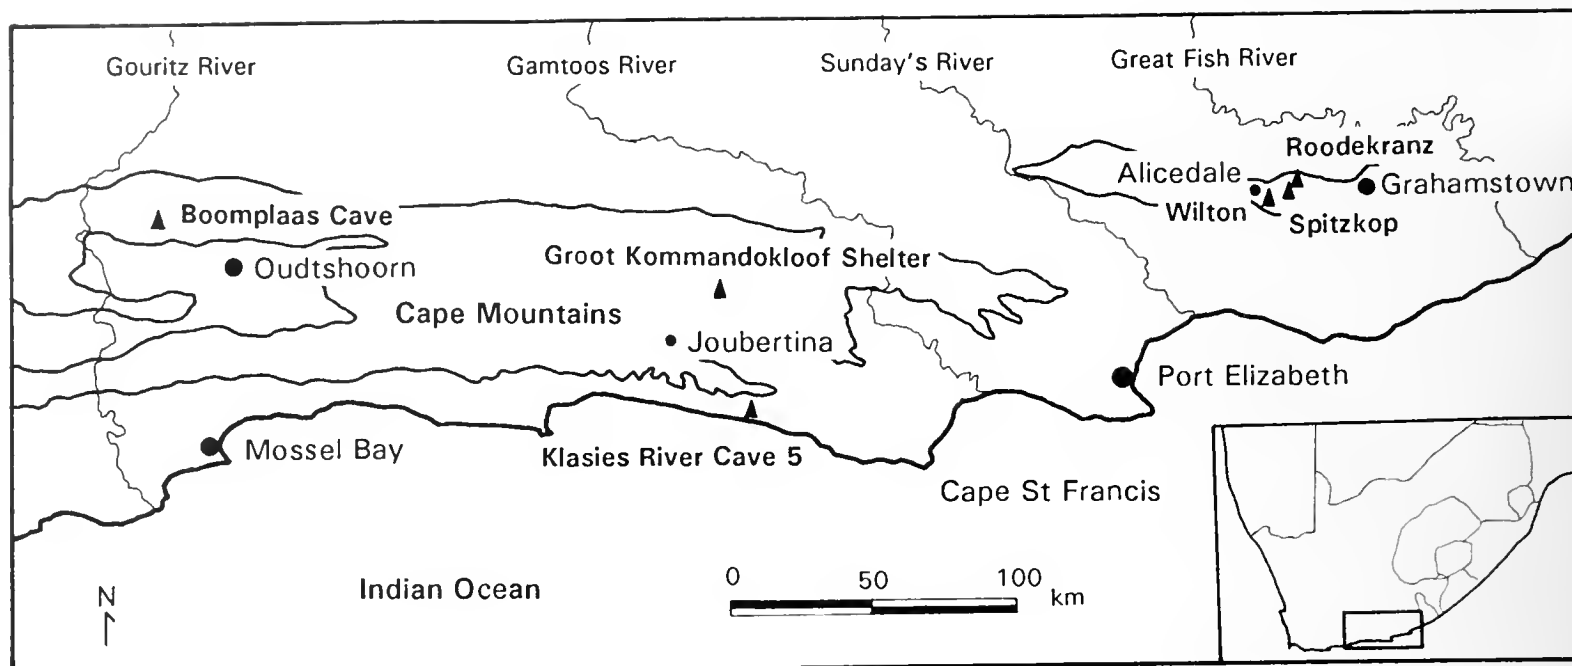 Gouritz River
Gamtoos River
Sunday's River
Great Fish River
Roodekranz
Alicedale
Grahamstown
Boomplaas Cave
Wilton
Spitzkop
Groot Kommandokloof Shelter
Oudtshoorn
Cape Mountains
Joubertina
Port Elizabeth
Mossel Bay
Klasies River Cave 5
Cape St Francis
Indian Ocean
0 50 100
km
N